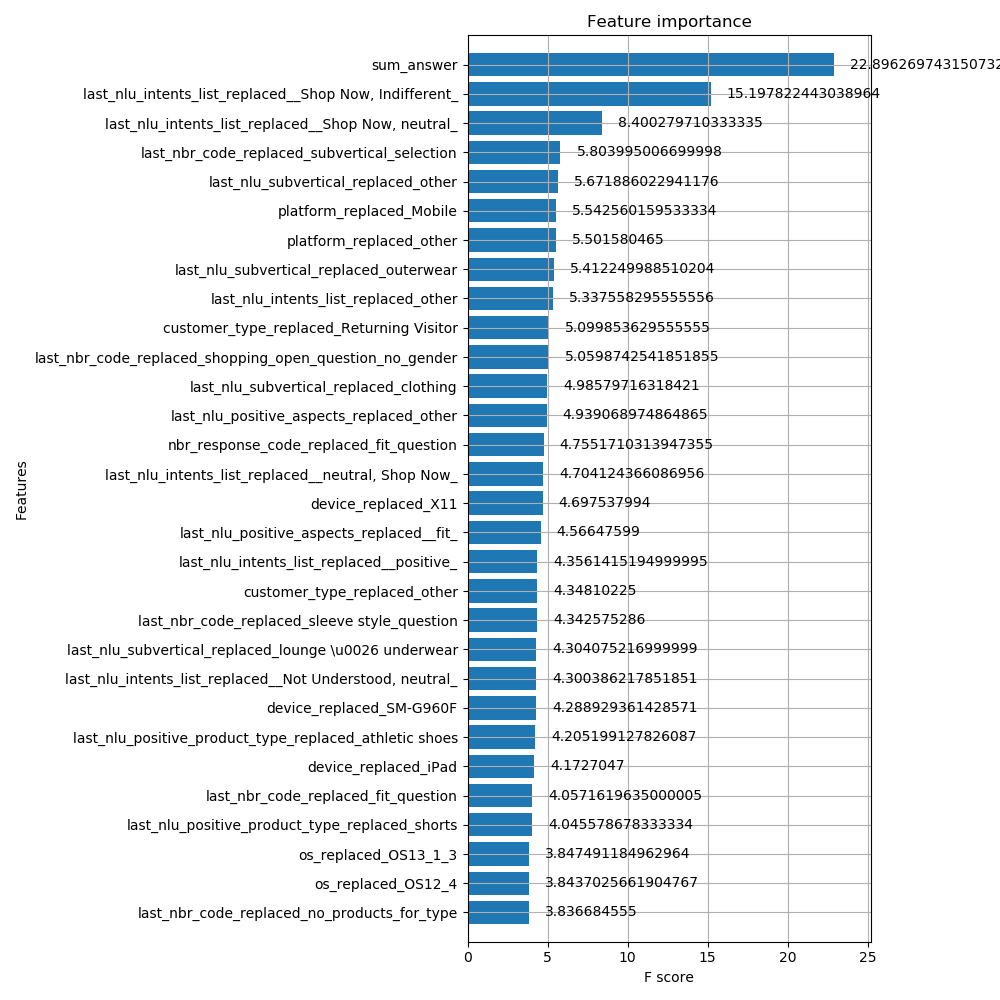 Feature importance
sum_answer 22.896269743150732
last_nlu_intents_list_replaced__Shop Now, Indifferent_ 15.197822443038964
last_nlu_intents_list_replaced__Shop Now, neutral_ 8.400279710333335
last_nbr_code_replaced_subvertical_selection 5.803995006699998
last_nlu_subvertical_replaced_other 5.671886022941176
platform_replaced_Mobile 5.542560159533334
platform_replaced_other 5.501580465
last_nlu_subvertical_replaced_outerwear 5.412249988510204
last_nlu_intents_list_replaced_other 5.337558295555556
customer_type_replaced_Returning Visitor 5.099853629555555
last_nbr_code_replaced_shopping_open_question_no_gender 5.0598742541851855
last_nlu_subvertical_replaced_clothing 4.98579716318421
last_nlu_positive_aspects_replaced_other 4.939068974864865
nbr_response_code_replaced_fit_question 4.7551710313947355
last_nlu_intents_list_replaced__neutral, Shop Now_ 4.704124366086956
device_replaced_X11 4.697537994
last_nlu_positive_aspects_replaced__fit_ 4.56647599
last_nlu_intents_list_replaced__positive_ 4.3561415194999995
customer_type_replaced_other 4.34810225
last_nbr_code_replaced_sleeve style_question 4.342575286
last_nlu_subvertical_replaced_lounge \u0026 underwear 4.304075216999999
last_nlu_intents_list_replaced__Not Understood, neutral_ 4.300386217851851
device_replaced_SM-G960F 4.288929361428571
last_nlu_positive_product_type_replaced_athletic shoes 4.205199127826087
device_replaced_iPad 4.1727047
last_nbr_code_replaced_fit_question 4.0571619635000005
last_nlu_positive_product_type_replaced_shorts 4.045578678333334
os_replaced_OS13_1_3 3.847491184962964
os_replaced_OS12_4 3.8437025661904767
last_nbr_code_replaced_no_products_for_type 3.836684555
Features
0 5 10 15 20 25
F score